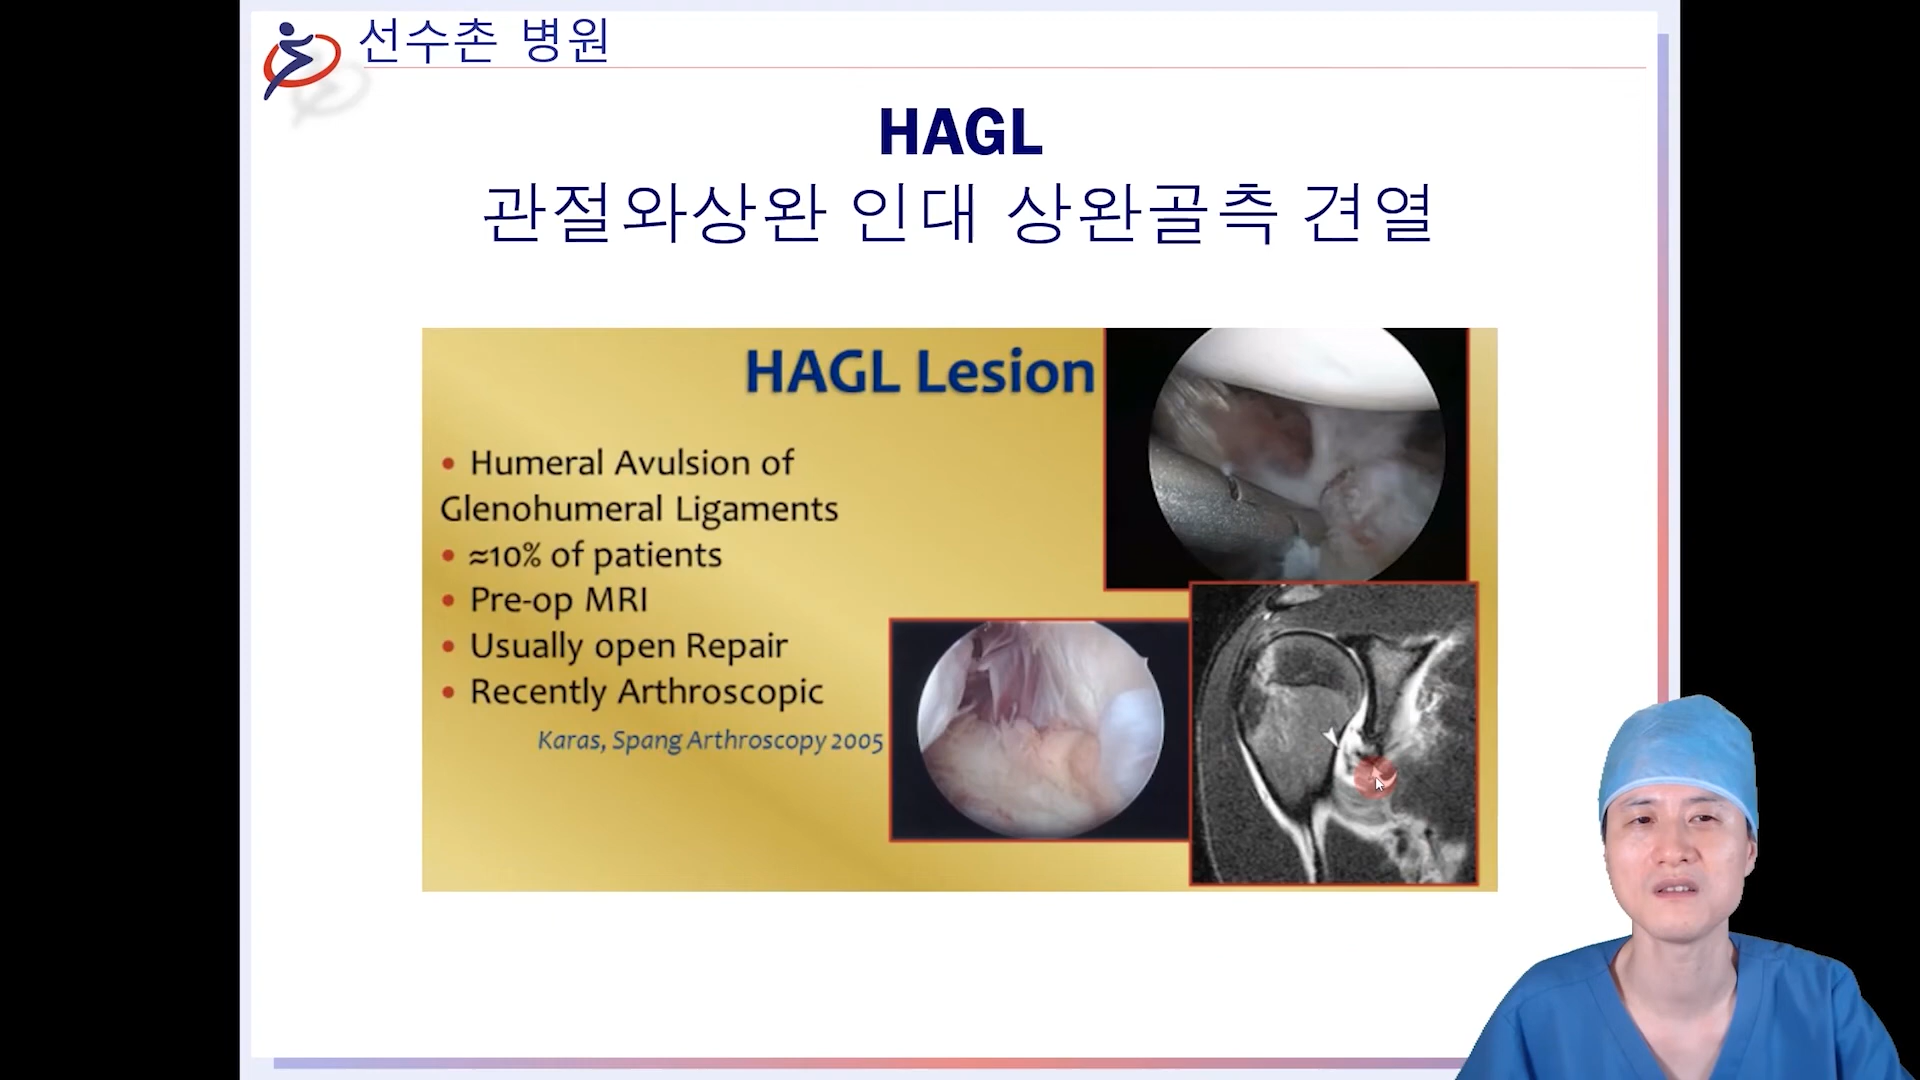 선수촌 병원
HAGL
관절와상완 인대 상완골측 견열
HAGL Lesion
• Humeral Avulsion of
Glenohumeral Ligaments
• ≈10% of patients
• Pre-op MRI
• Usually open Repair
• Recently Arthroscopic
Karas, Spang Arthroscopy 2005